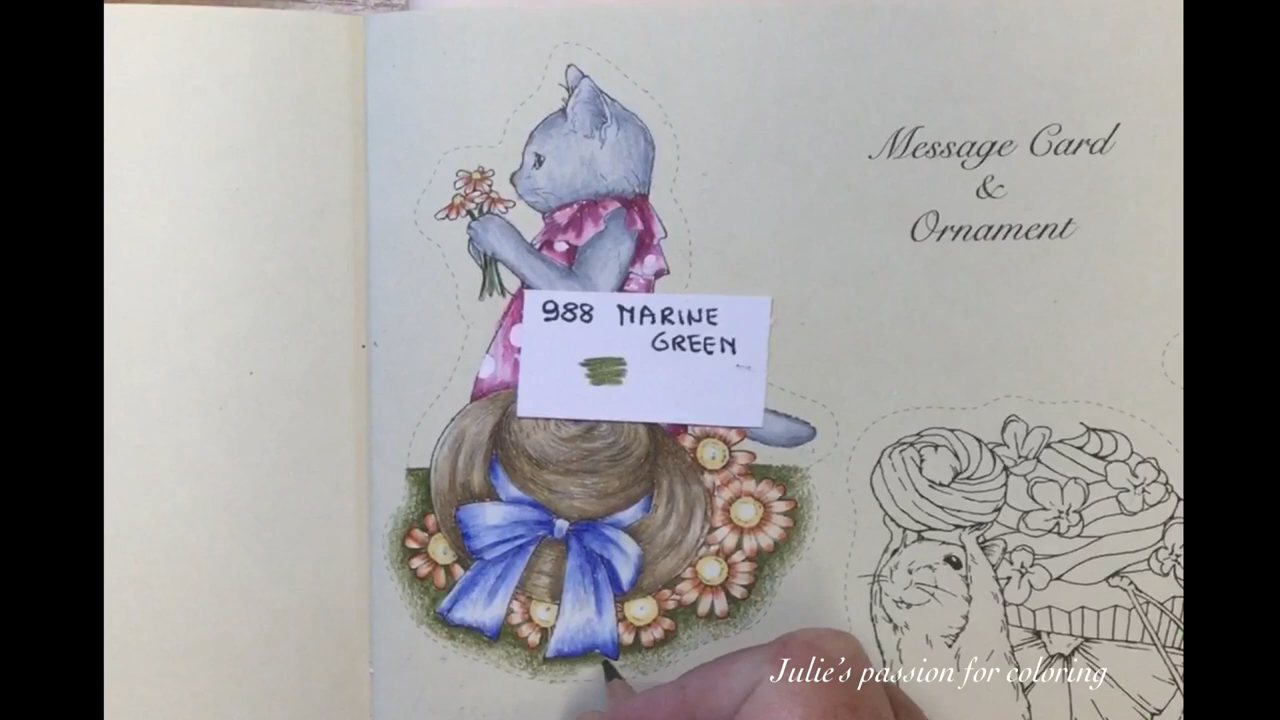 Message Card
&
Ornament
988 MARINE
GREEN
Julie's passion for coloring